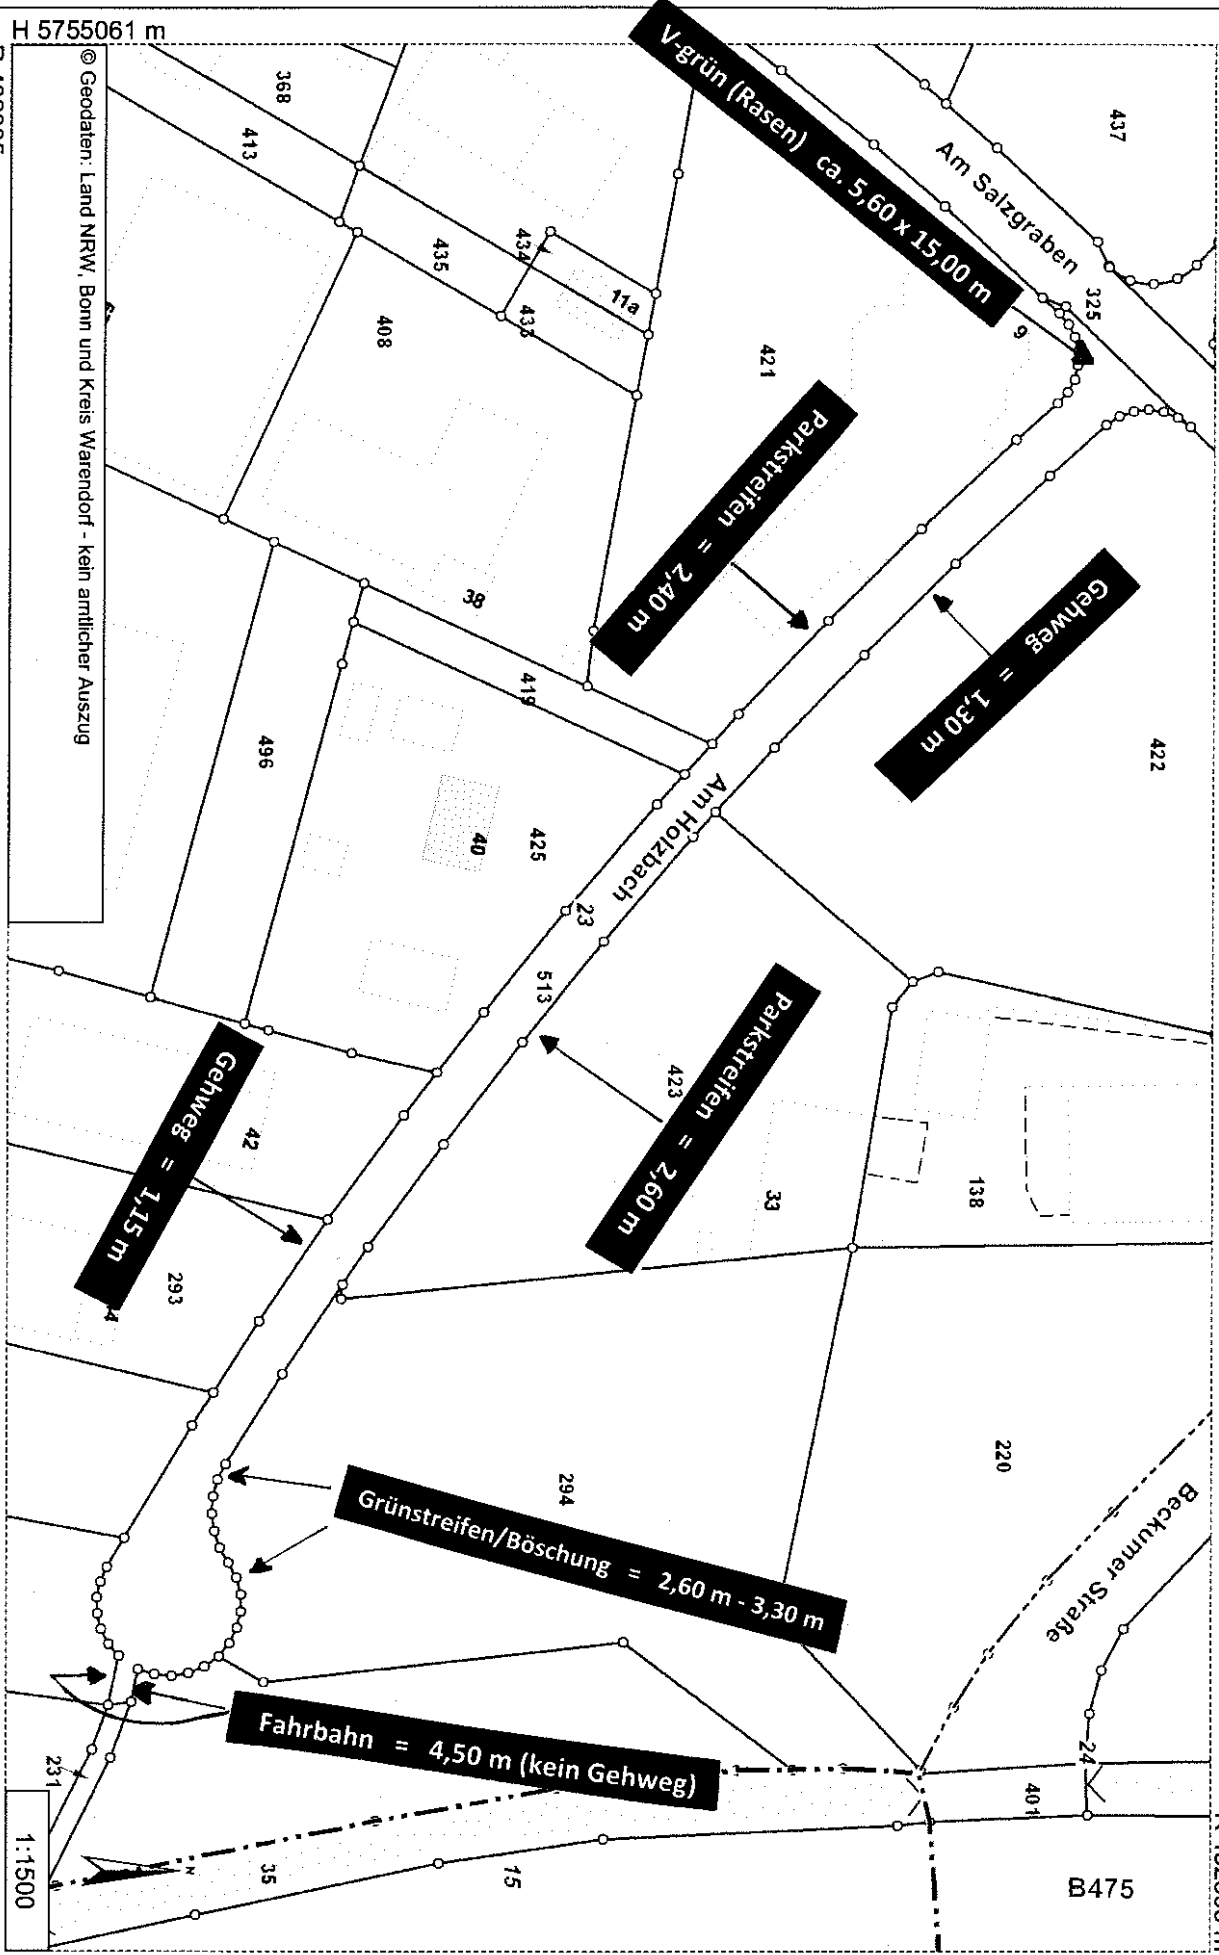 H 5755061 m
© Geodaten: Land NRW, Bonn und Kreis Warendorf - kein amtlicher Auszug
V-grün (Rasen) ca. 5,60 x 15,00 m
437
Am Salzgraben
325
9
368
413
435
434
433
11a
408
421
Parkstreifen = 2,40 m
Gehweg = 1,30 m
422
38
419
496
40
425
Am Holzbach
23
513
Parkstreifen = 2,60 m
423
33
138
Gehweg = 1,15 m
42
293
4
220
294
Beckumer Straße
Grünstreifen/Böschung = 2,60 m - 3,30 m
Fahrbahn = 4,50 m (kein Gehweg)
24
401
231
35
15
B475
N
1:1500